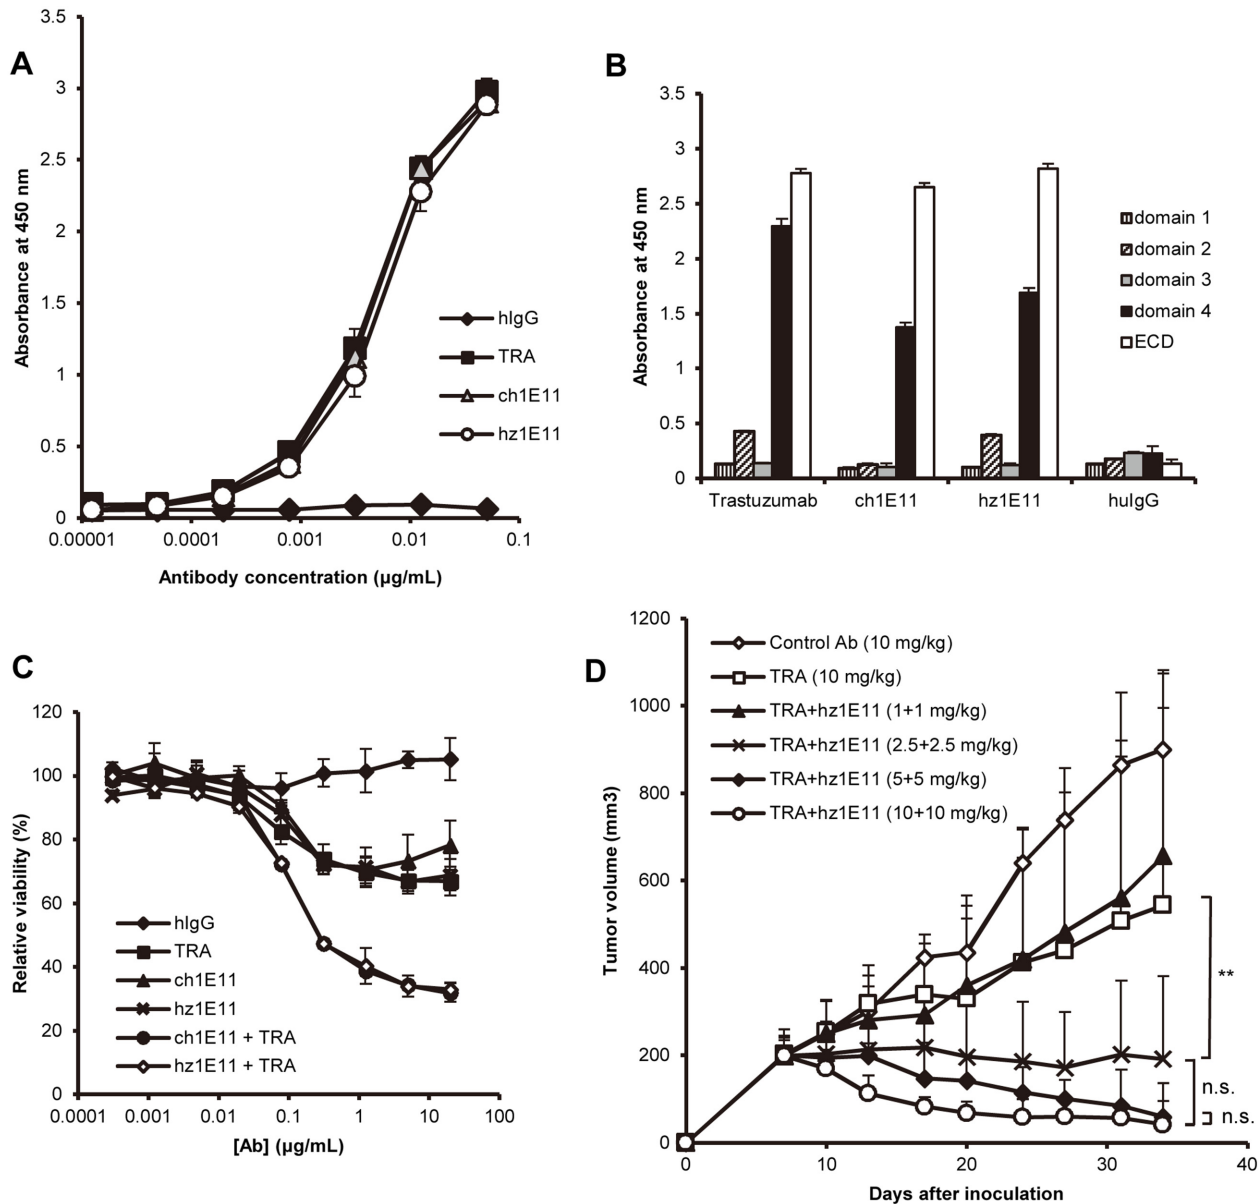 A
3.5
3
2.5
2
1.5
1
0.5
0
Absorbance at 450 nm
hIgG
TRA
ch1E11
hz1E11
0.00001
0.0001
0.001
0.01
0.1
Antibody concentration (µg/mL)
B
3.5
3
2.5
2
1.5
1
0.5
0
Absorbance at 450 nm
domain 1
domain 2
domain 3
domain 4
ECD
Trastuzumab
ch1E11
hz1E11
huIgG
C
120
100
80
60
40
20
0
Relative viability (%)
hIgG
TRA
ch1E11
hz1E11
ch1E11 + TRA
hz1E11 + TRA
0.0001
0.001
0.01
0.1
1
10
100
[Ab] (µg/mL)
D
1200
1000
800
600
400
200
0
Tumor volume (mm3)
Control Ab (10 mg/kg)
TRA (10 mg/kg)
TRA+hz1E11 (1+1 mg/kg)
TRA+hz1E11 (2.5+2.5 mg/kg)
TRA+hz1E11 (5+5 mg/kg)
TRA+hz1E11 (10+10 mg/kg)
**
n.s.
n.s.
0
10
20
30
40
Days after inoculation